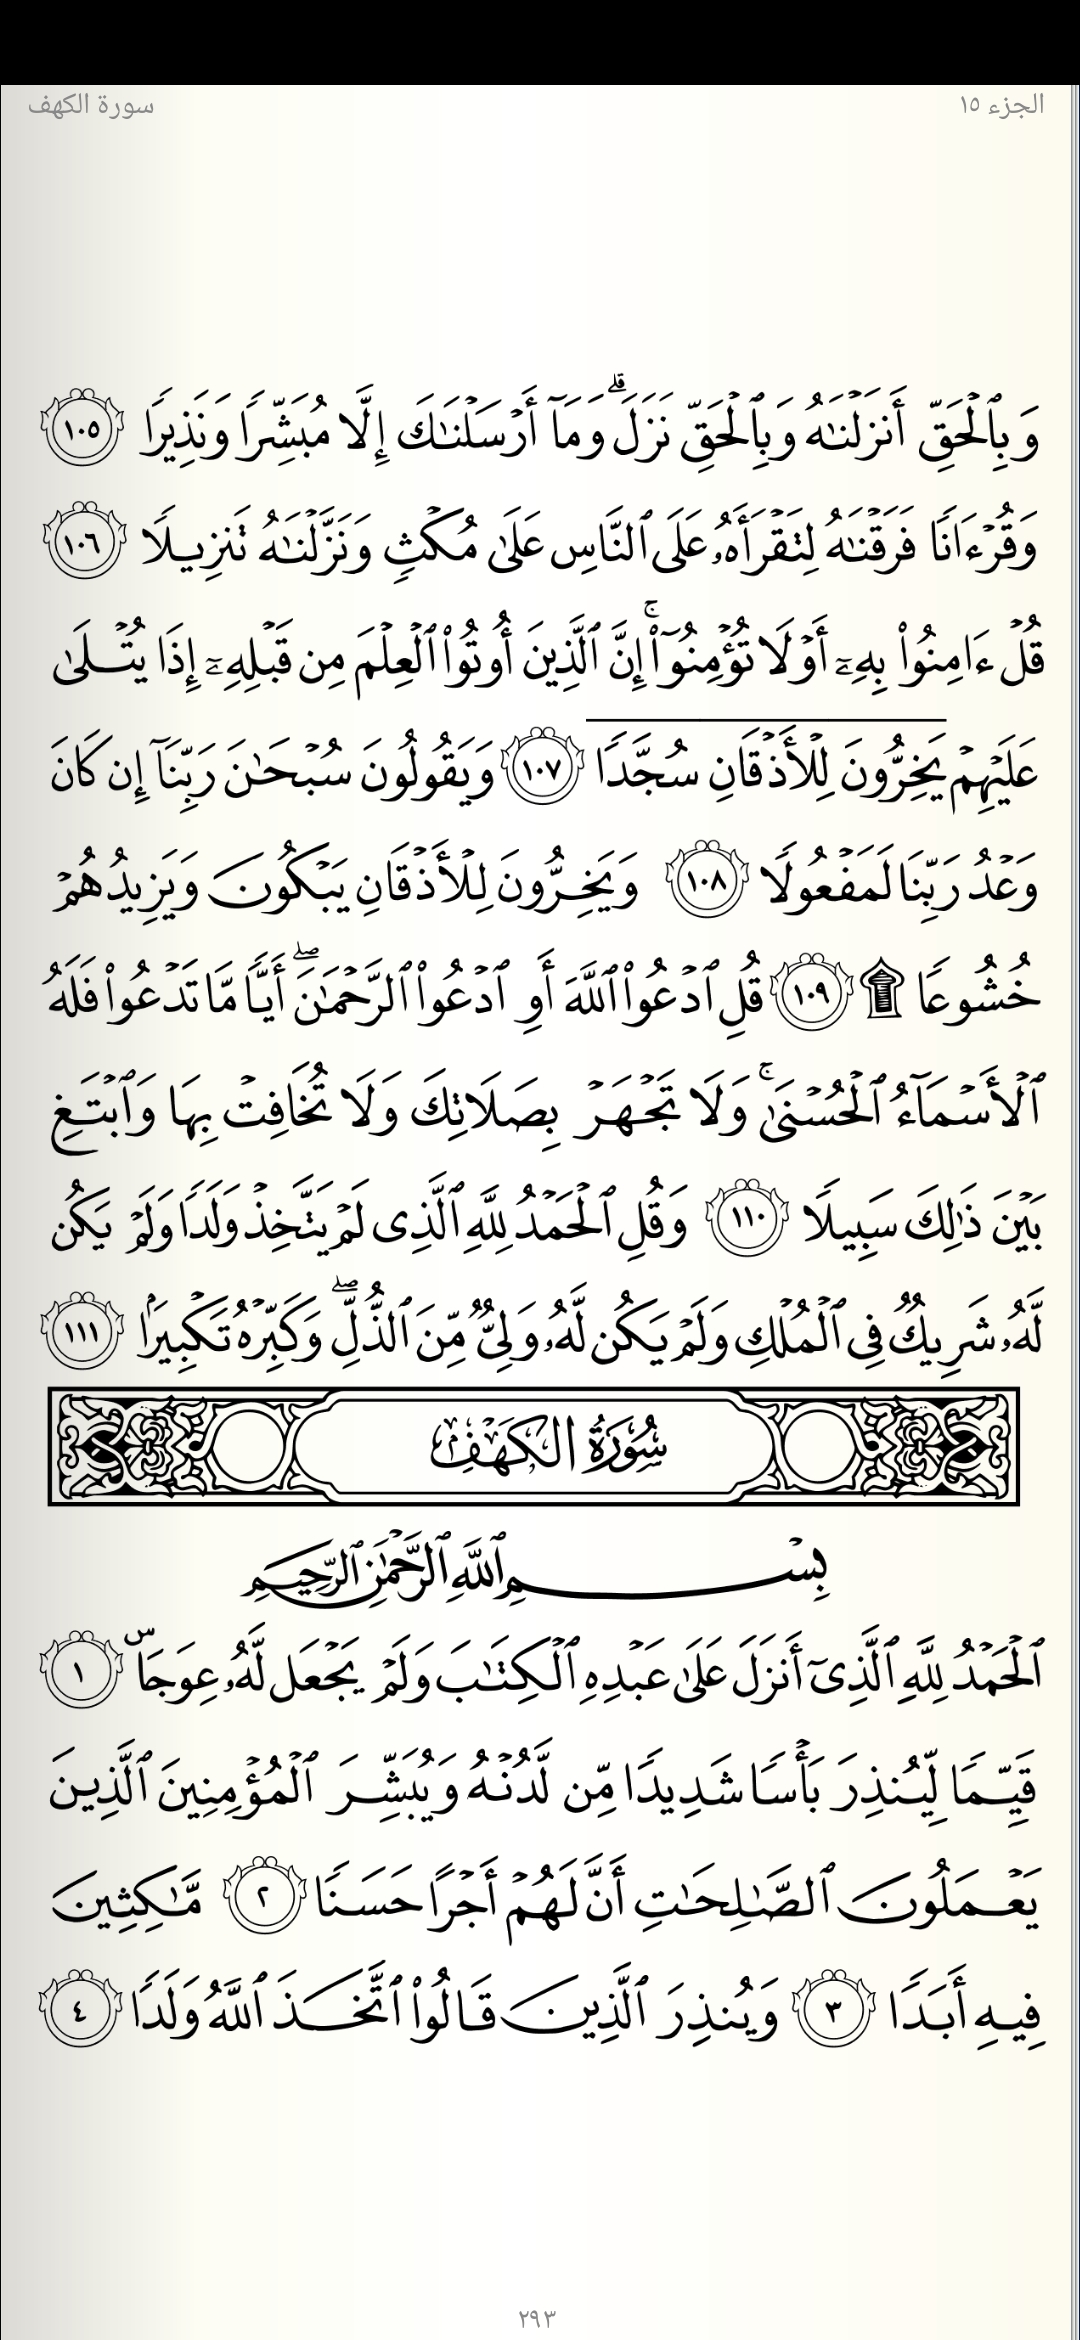 الجزء ١٥
سورة الكهف
وَبِٱلْحَقِّ أَنزَلْنَٰهُ وَبِٱلْحَقِّ نَزَلَ ۗ وَمَآ أَرْسَلْنَٰكَ إِلَّا مُبَشِّرًا وَنَذِيرًا ١٠٥
وَقُرْءَانًا فَرَقْنَٰهُ لِتَقْرَأَهُۥ عَلَى ٱلنَّاسِ عَلَىٰ مُكْثٍ وَنَزَّلْنَٰهُ تَنزِيلًا ١٠٦
قُلْ ءَامِنُوا۟ بِهِۦٓ أَوْ لَا تُؤْمِنُوٓا۟ ۚ إِنَّ ٱلَّذِينَ أُوتُوا۟ ٱلْعِلْمَ مِن قَبْلِهِۦٓ إِذَا يُتْلَىٰ
عَلَيْهِمْ يَخِرُّونَ لِلْأَذْقَانِ سُجَّدًا ١٠٧ وَيَقُولُونَ سُبْحَٰنَ رَبِّنَآ إِن كَانَ
وَعْدُ رَبِّنَا لَمَفْعُولًا ١٠٨ وَيَخِرُّونَ لِلْأَذْقَانِ يَبْكُونَ وَيَزِيدُهُمْ
خُشُوعًا ۩ ١٠٩ قُلِ ٱدْعُوا۟ ٱللَّهَ أَوِ ٱدْعُوا۟ ٱلرَّحْمَٰنَ ۖ أَيًّا مَّا تَدْعُوا۟ فَلَهُ
ٱلْأَسْمَآءُ ٱلْحُسْنَىٰ ۚ وَلَا تَجْهَرْ بِصَلَاتِكَ وَلَا تُخَافِتْ بِهَا وَٱبْتَغِ
بَيْنَ ذَٰلِكَ سَبِيلًا ١١٠ وَقُلِ ٱلْحَمْدُ لِلَّهِ ٱلَّذِى لَمْ يَتَّخِذْ وَلَدًا وَلَمْ يَكُن
لَّهُۥ شَرِيكٌ فِى ٱلْمُلْكِ وَلَمْ يَكُن لَّهُۥ وَلِىٌّ مِّنَ ٱلذُّلِّ ۖ وَكَبِّرْهُ تَكْبِيرًۢا ١١١
سُورَةُ الكَهْفِ
بِسْمِ ٱللَّهِ ٱلرَّحْمَٰنِ ٱلرَّحِيمِ
ٱلْحَمْدُ لِلَّهِ ٱلَّذِىٓ أَنزَلَ عَلَىٰ عَبْدِهِ ٱلْكِتَٰبَ وَلَمْ يَجْعَل لَّهُۥ عِوَجَاۜ ١
قَيِّمًا لِّيُنذِرَ بَأْسًا شَدِيدًا مِّن لَّدُنْهُ وَيُبَشِّرَ ٱلْمُؤْمِنِينَ ٱلَّذِينَ
يَعْمَلُونَ ٱلصَّٰلِحَٰتِ أَنَّ لَهُمْ أَجْرًا حَسَنًا ٢ مَّٰكِثِينَ
فِيهِ أَبَدًا ٣ وَيُنذِرَ ٱلَّذِينَ قَالُوا۟ ٱتَّخَذَ ٱللَّهُ وَلَدًا ٤
٢٩٣